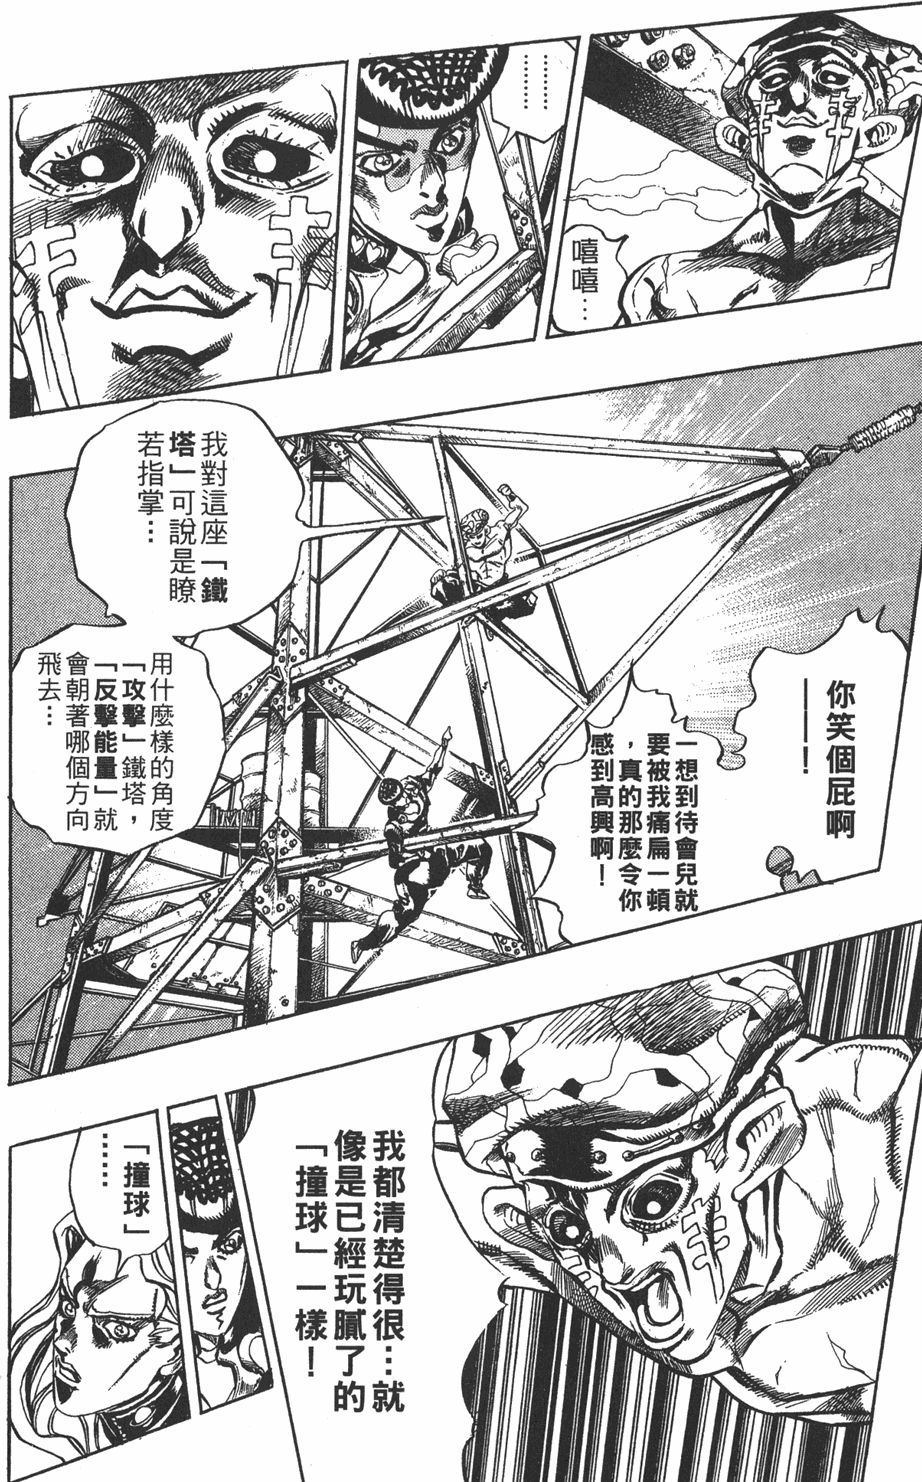 嘻嘻…
………
你笑個屁啊
——！
一想到待會兒就
要被我痛扁一頓
，真的那麼令你
感到高興啊！
我對這座「鐵
塔」可說是瞭
若指掌…
用什麼樣的角度
「攻擊」鐵塔，
「反擊能量」就
會朝著哪個方向
飛去…
我都清楚得很…就
像是已經玩膩了的
「撞球」一樣！
「撞球」
……